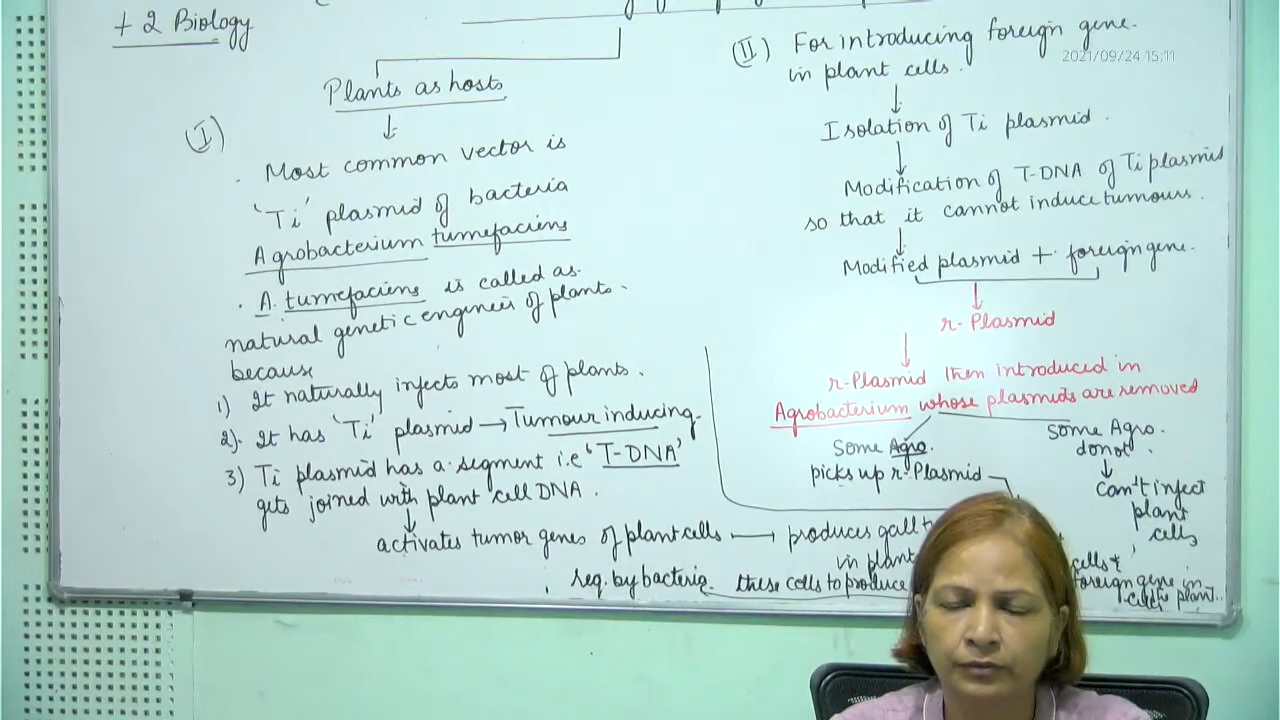 + 2 Biology
Plants as hosts
(I)
. Most common vector is
'Ti' plasmid of bacteria
Agrobacterium tumefaciens
. A. tumefaciens is called as
natural genetic engineer of plants.
because
1) It naturally infects most of plants.
2). It has 'Ti' plasmid → Tumour inducing.
3) Ti plasmid has a segment i.e 'T-DNA'
gets joined with plant cell DNA.
↓
activates tumor genes of plant cells → produces gall
in plant
req. by bacteria. these cells to produce
(II) For introducing foreign gene.
in plant cells.
↓
Isolation of Ti plasmid.
↓
Modification of T-DNA of Ti plasmid
so that it cannot induce tumours.
↓
Modified plasmid + foreign gene.
↓
r-Plasmid
↓
r-Plasmid then introduced in
Agrobacterium whose plasmids are removed
Some Agro.
picks up r-Plasmid
Some Agro.
donot.
↓
can't infect
plant
cells
cells
foreign gene in
plant..
2021/09/24 15:11